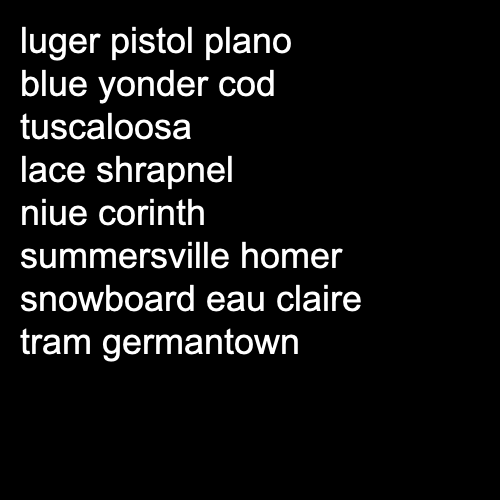 luger pistol plano
blue yonder cod
tuscaloosa
lace shrapnel
niue corinth
summersville homer
snowboard eau claire
tram germantown